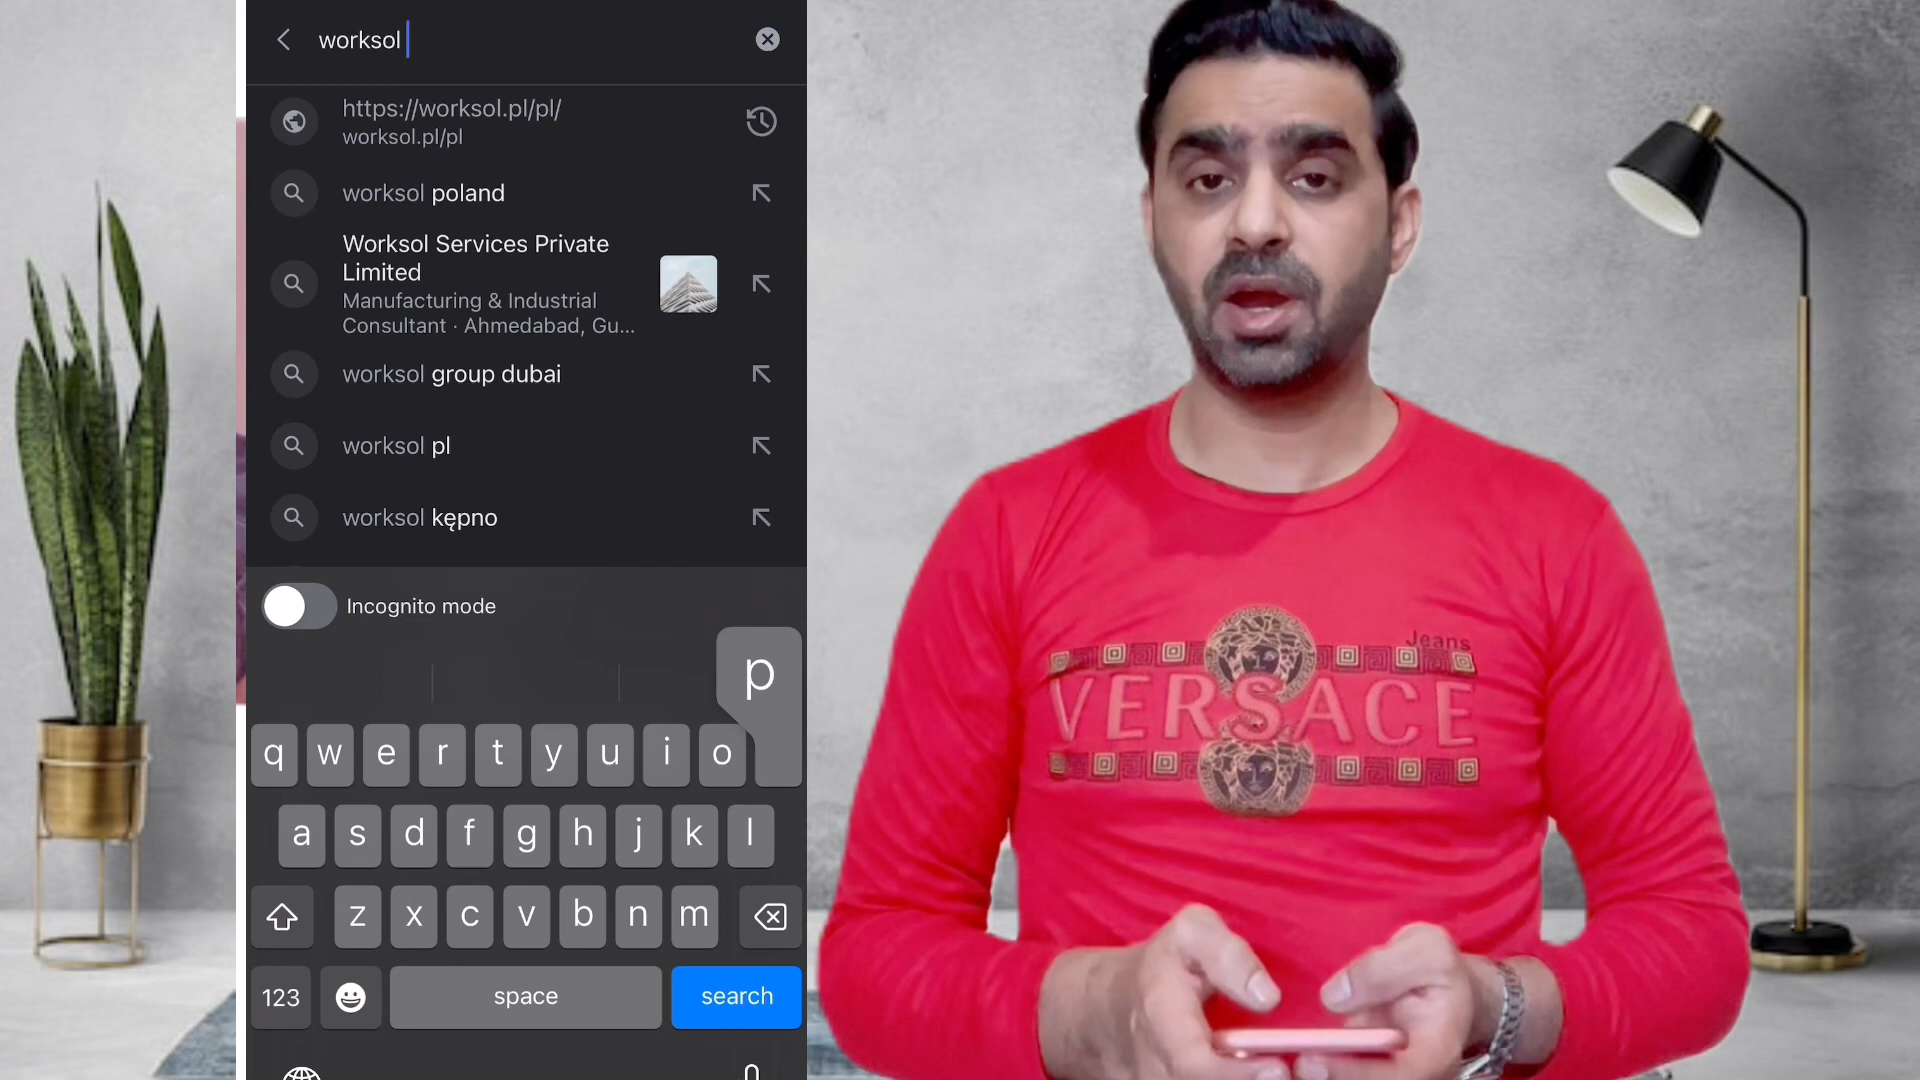 worksol
https://worksol.pl/pl/
worksol.pl/pl
worksol poland
Worksol Services Private
Limited
Manufacturing & Industrial
Consultant · Ahmedabad, Gu...
worksol group dubai
worksol pl
worksol kępno
Incognito mode
p
q w e r t y u i o
a s d f g h j k l
z x c v b n m
123 space search
Jeans
VERSACE